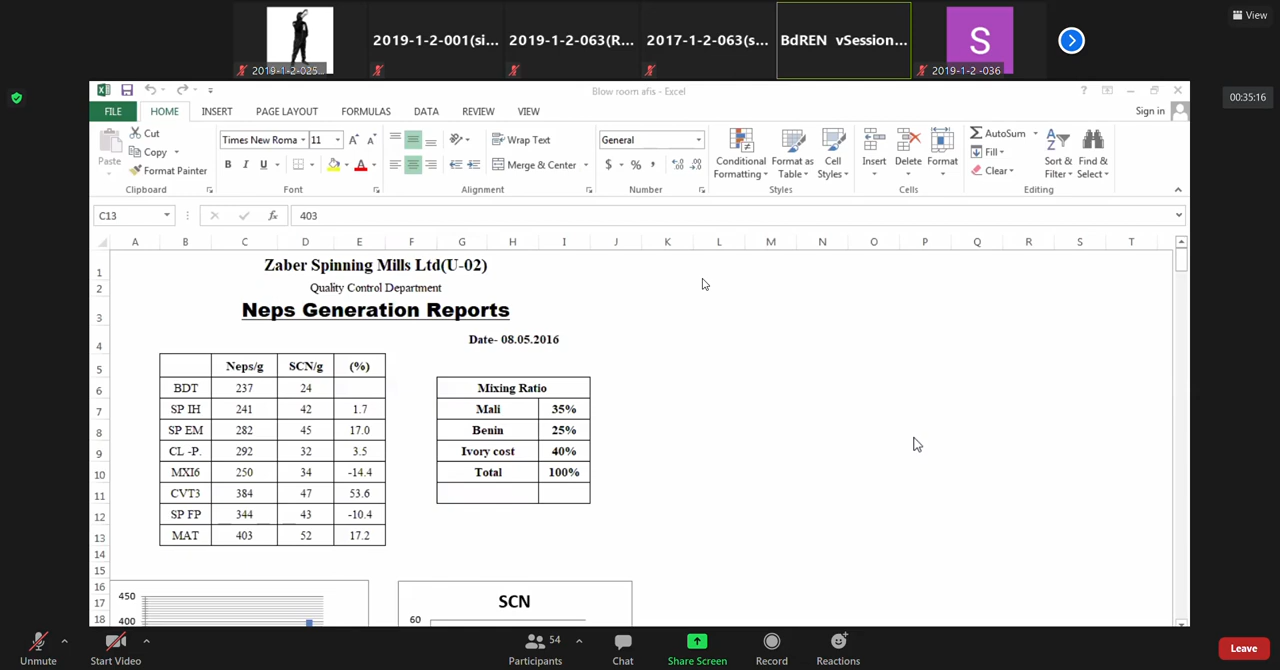 2019-1-2-025...
2019-1-2-001(si...
2019-1-2-063(R...
2017-1-2-063(s...
BdREN vSession...
S
2019-1-2 -036
View
00:35:16
Blow room afis - Excel
FILE HOME INSERT PAGE LAYOUT FORMULAS DATA REVIEW VIEW Sign in
Paste
Cut
Copy
Format Painter
Clipboard
Times New Roma 11
B I U
Font
Wrap Text
Merge & Center
Alignment
General
$ % ,
Number
Conditional Formatting
Format as Table
Cell Styles
Styles
Insert Delete Format
Cells
AutoSum
Fill
Clear
Sort & Filter
Find & Select
Editing
C13 fx 403
A B C D E F G H I J K L M N O P Q R S T
1 Zaber Spinning Mills Ltd(U-02)
2 Quality Control Department
3 Neps Generation Reports
4 Date- 08.05.2016
5 Neps/g SCN/g (%)
6 BDT 237 24 Mixing Ratio
7 SP IH 241 42 1.7 Mali 35%
8 SP EM 282 45 17.0 Benin 25%
9 CL -P. 292 32 3.5 Ivory cost 40%
10 MXI6 250 34 -14.4 Total 100%
11 CVT3 384 47 53.6
12 SP FP 344 43 -10.4
13 MAT 403 52 17.2
14
15
16 450
17 SCN
18 400 60
Unmute
Start Video
54
Participants
Chat
Share Screen
Record
Reactions
Leave